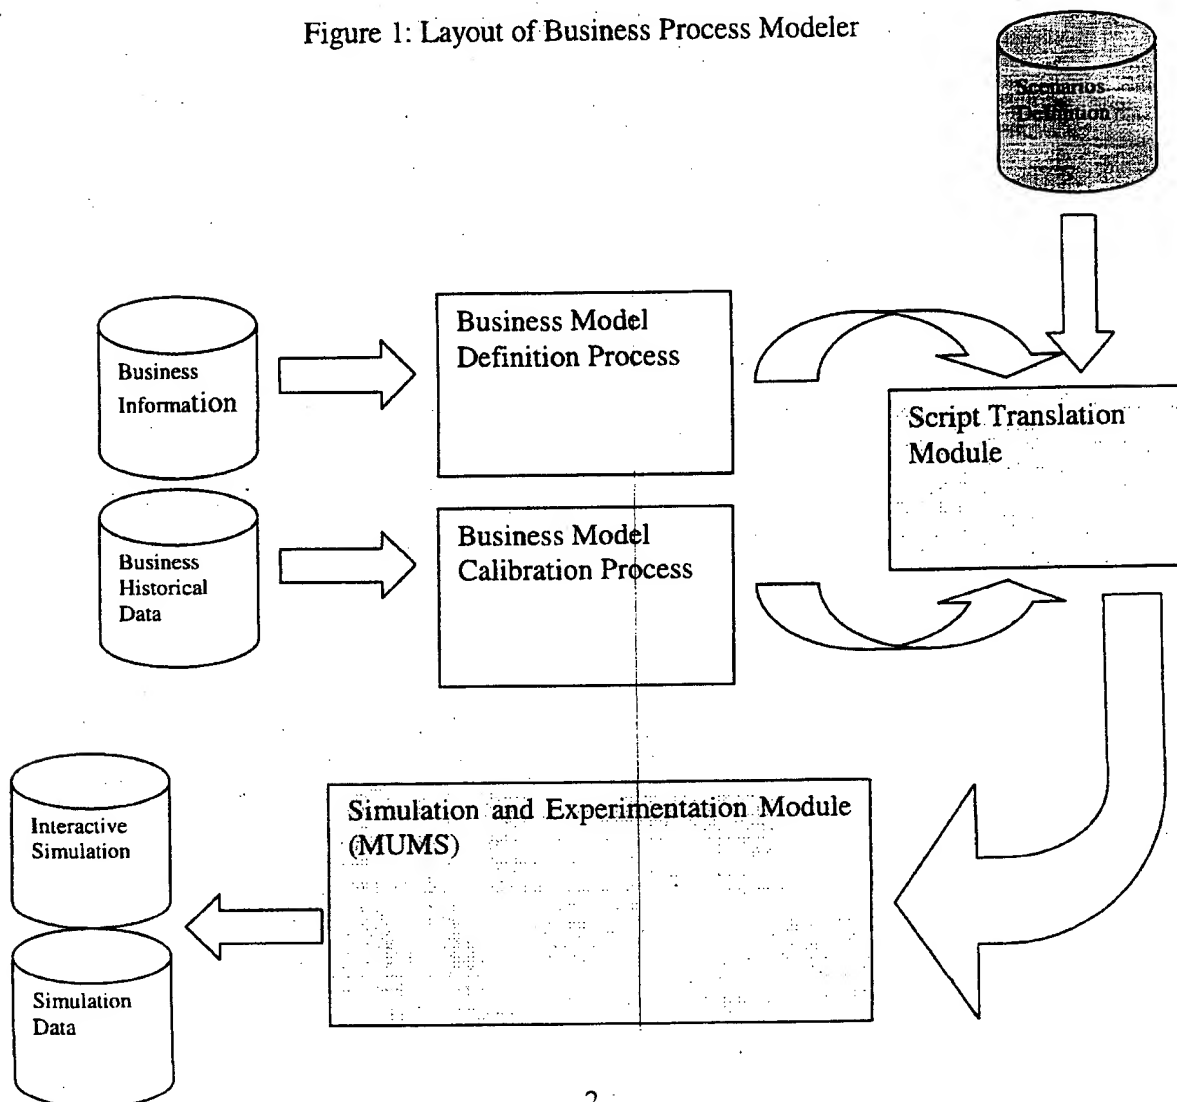 Figure 1: Layout of Business Process Modeler
Scenarios
Definition
Business
Information
Business Model
Definition Process
Script Translation
Module
Business
Historical
Data
Business Model
Calibration Process
Interactive
Simulation
Simulation and Experimentation Module
(MUMS)
Simulation
Data
2